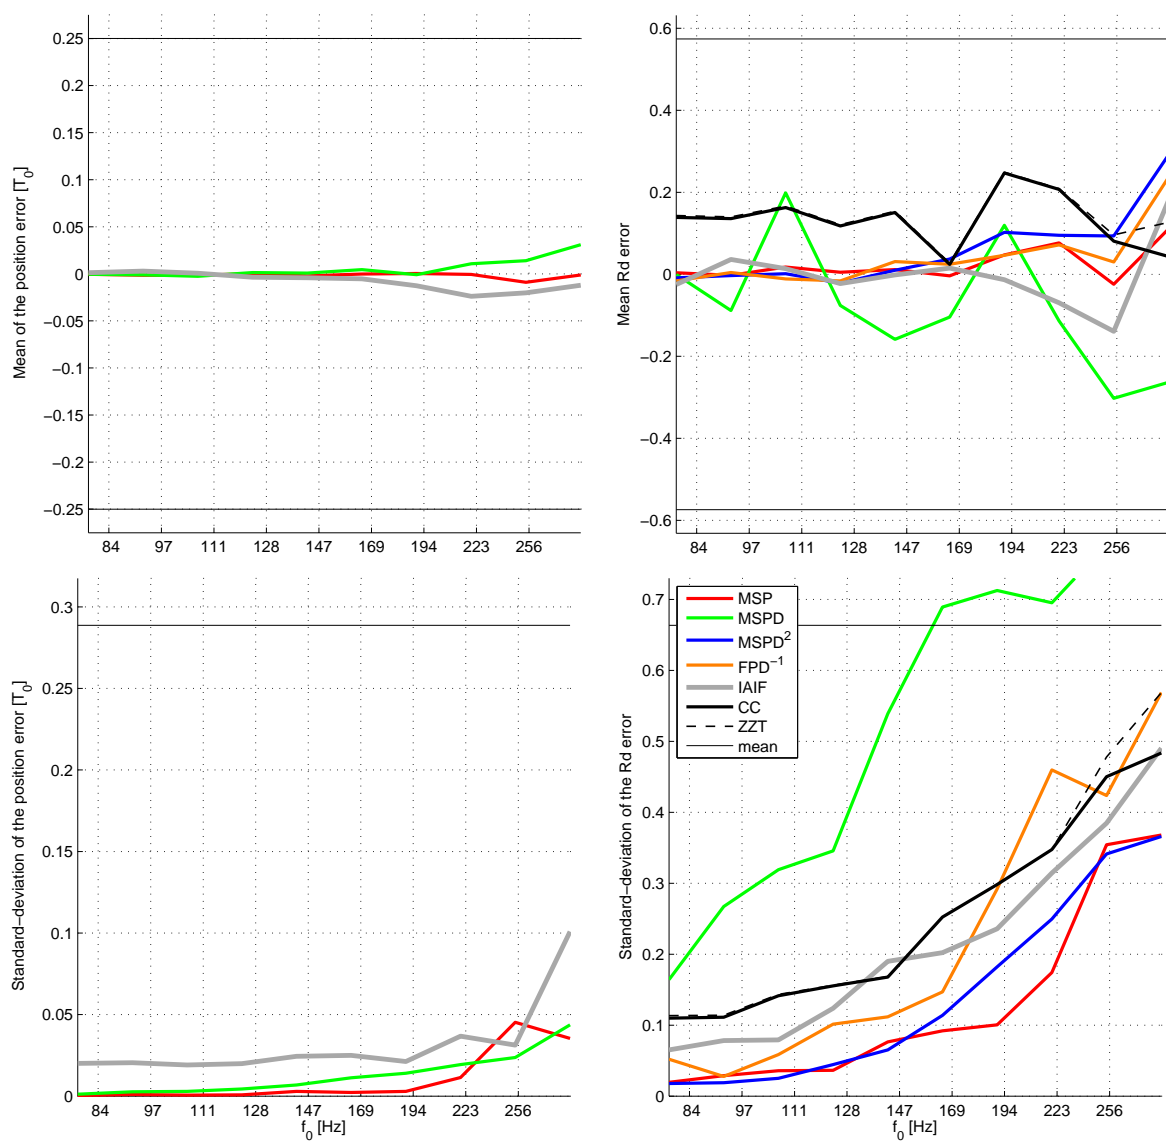 0.25
0.2
0.15
0.1
0.05
0
−0.05
−0.1
−0.15
−0.2
−0.25
Mean of the position error [T_0]
84 97 111 128 147 169 194 223 256
0.6
0.4
0.2
0
−0.2
−0.4
−0.6
Mean Rd error
84 97 111 128 147 169 194 223 256
0.3
0.25
0.2
0.15
0.1
0.05
0
Standard−deviation of the position error [T_0]
84 97 111 128 147 169 194 223 256
f_0 [Hz]
0.7
0.6
0.5
0.4
0.3
0.2
0.1
0
Standard−deviation of the Rd error
MSP
MSPD
MSPD^2
FPD^−1
IAIF
CC
ZZT
mean
84 97 111 128 147 169 194 223 256
f_0 [Hz]